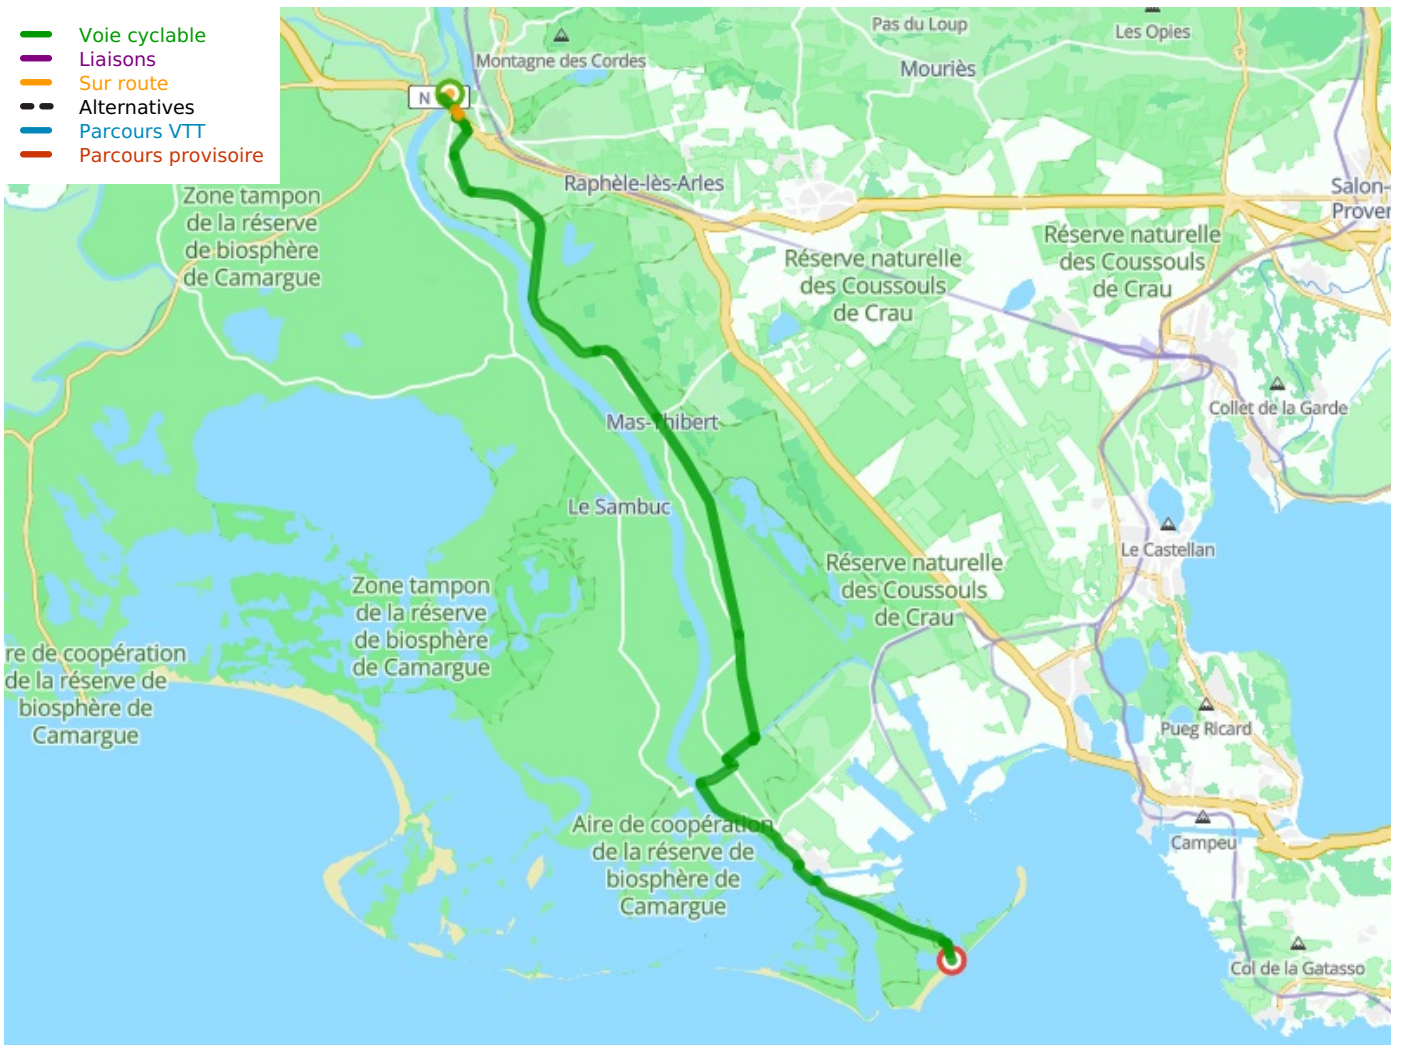 Voie cyclable
Liaisons
Sur route
Alternatives
Parcours VTT
Parcours provisoire
Pas du Loup
Les Opies
Montagne des Cordes
Mouriès
N
Raphèle-lès-Arles
Salon-
Prover
Zone tampon
de la réserve
de biosphère
de Camargue
Réserve naturelle
des Coussouls
de Crau
Réserve naturelle
des Coussouls
de Crau
Collet de la Garde
Mas-Thibert
Le Sambuc
Le Castellan
Réserve naturelle
des Coussouls
de Crau
Zone tampon
de la réserve
de biosphère
de Camargue
re de coopération
de la réserve de
biosphère de
Camargue
Pueg Ricard
Aire de coopération
de la réserve de
biosphère de
Camargue
Campeu
Col de la Gatasso